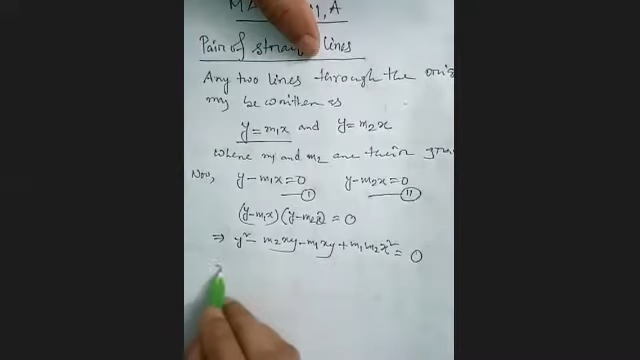 Pair of lines
Any two lines through the
may be written as
y = m₁x and y = m₂x
where m₁ and m₂ are their
Now, y - m₁x = 0 y - m₂x = 0
I II
(y - m₁x) (y - m₂x) = 0
⇒ y² - m₂xy - m₁xy + m₁m₂x² = 0